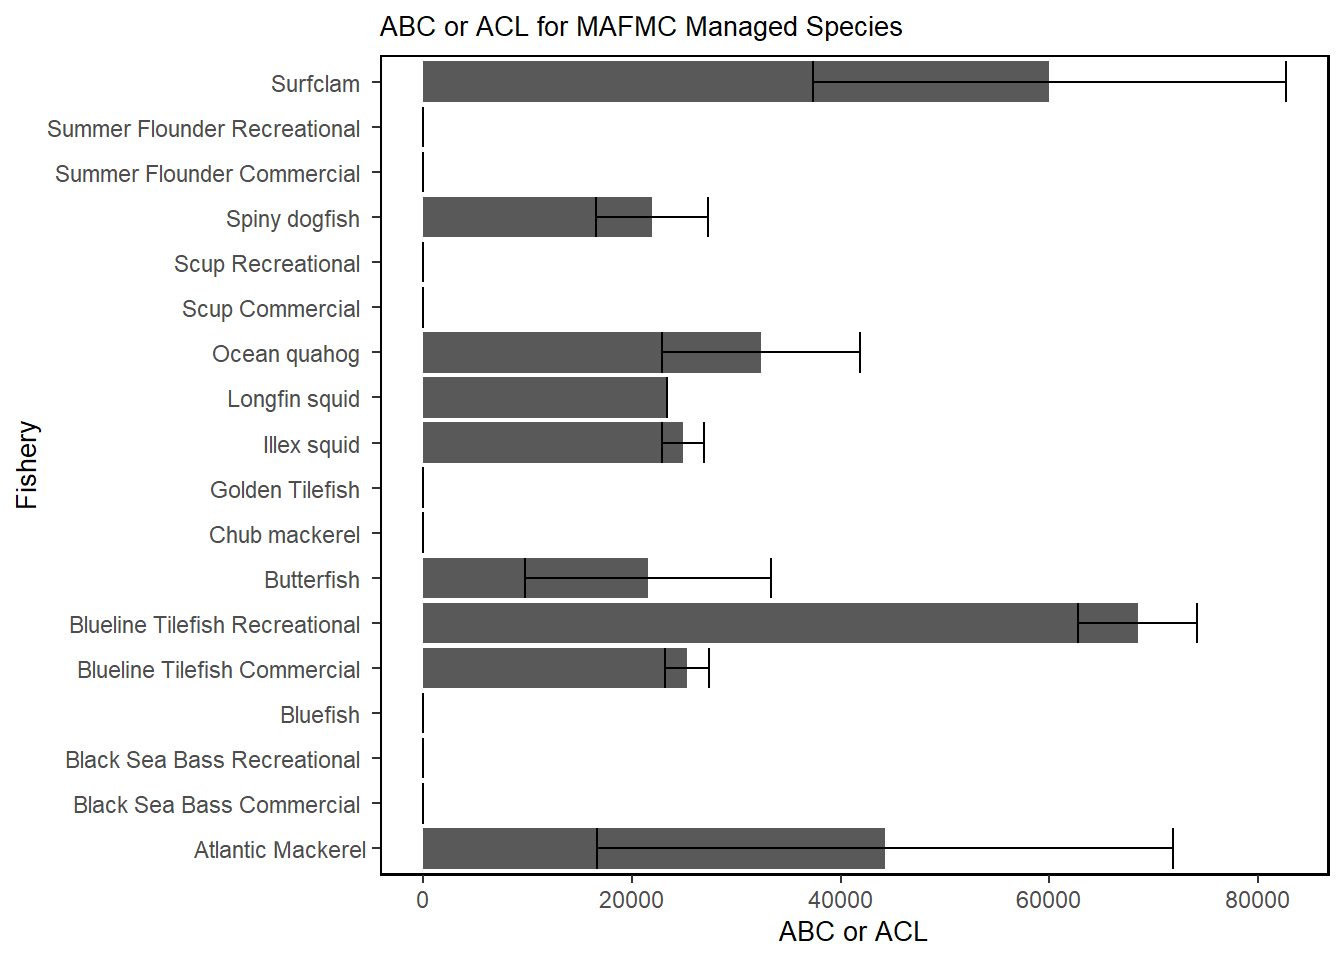 ABC or ACL for MAFMC Managed Species
Surfclam
Summer Flounder Recreational
Summer Flounder Commercial
Spiny dogfish
Scup Recreational
Scup Commercial
Ocean quahog
Longfin squid
Illex squid
Golden Tilefish
Chub mackerel
Butterfish
Blueline Tilefish Recreational
Blueline Tilefish Commercial
Bluefish
Black Sea Bass Recreational
Black Sea Bass Commercial
Atlantic Mackerel
Fishery
0 20000 40000 60000 80000
ABC or ACL